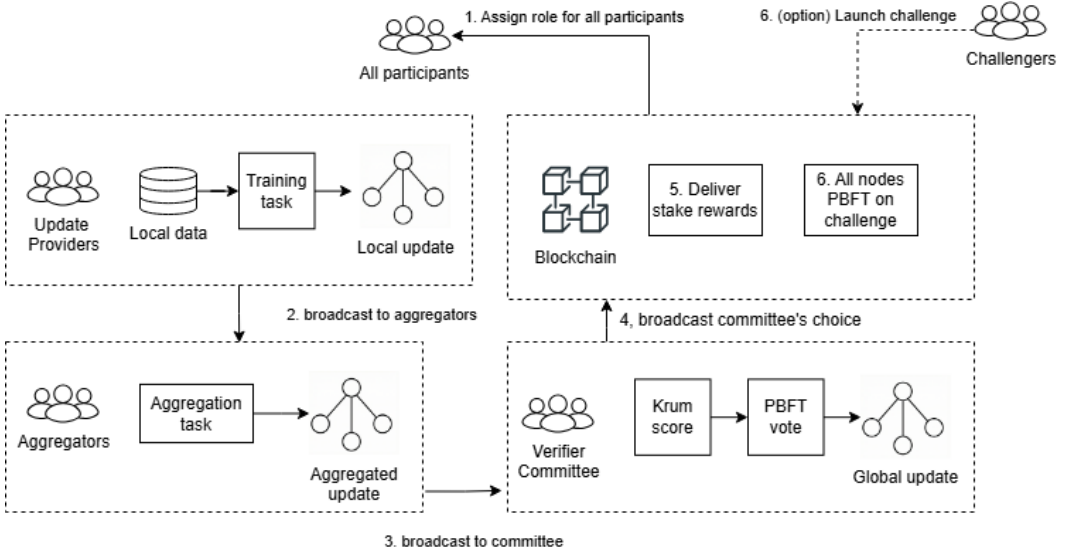 1. Assign role for all participants
6. (option) Launch challenge
All participants
Challengers
Update
Providers
Local data
Training
task
Local update
Blockchain
5. Deliver
stake rewards
6. All nodes
PBFT on
challenge
2. broadcast to aggregators
4, broadcast committee's choice
Aggregators
Aggregation
task
Aggregated
update
Verifier
Committee
Krum
score
PBFT
vote
Global update
3. broadcast to committee